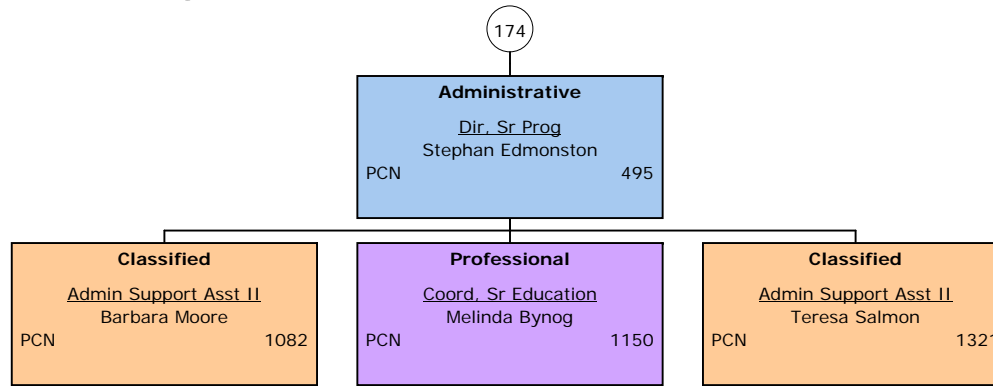 174
Administrative
Dir, Sr Prog
Stephan Edmonston
PCN 495
Classified
Admin Support Asst II
Barbara Moore
PCN 1082
Professional
Coord, Sr Education
Melinda Bynog
PCN 1150
Classified
Admin Support Asst II
Teresa Salmon
PCN 1321